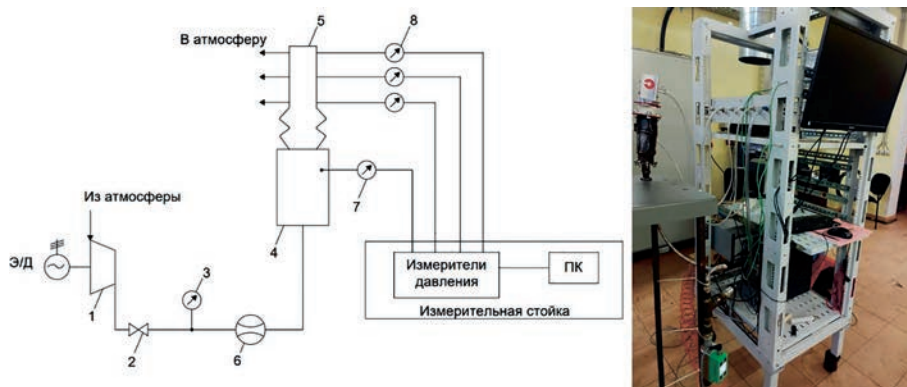 В атмосферу
5
8
Из атмосферы
7
4
Э/Д
3
1
2
6
Измерители
давления
ПК
Измерительная стойка